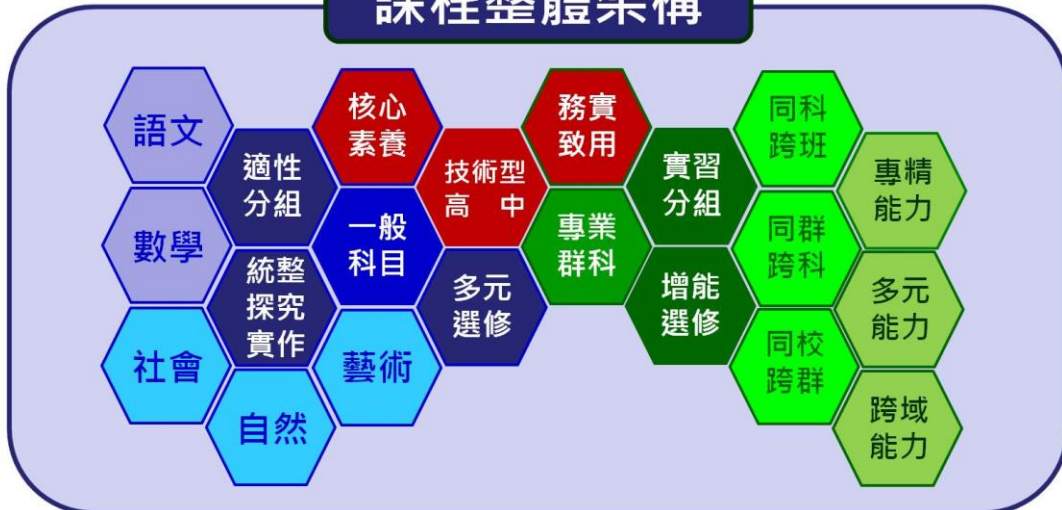 課程整體架構
語文
數學
社會
適性
分組
統整
探究
實作
自然
核心
素養
一般
科目
藝術
技術型
高 中
多元
選修
務實
致用
專業
群科
實習
分組
增能
選修
同科
跨班
同群
跨科
同校
跨群
專精
能力
多元
能力
跨域
能力